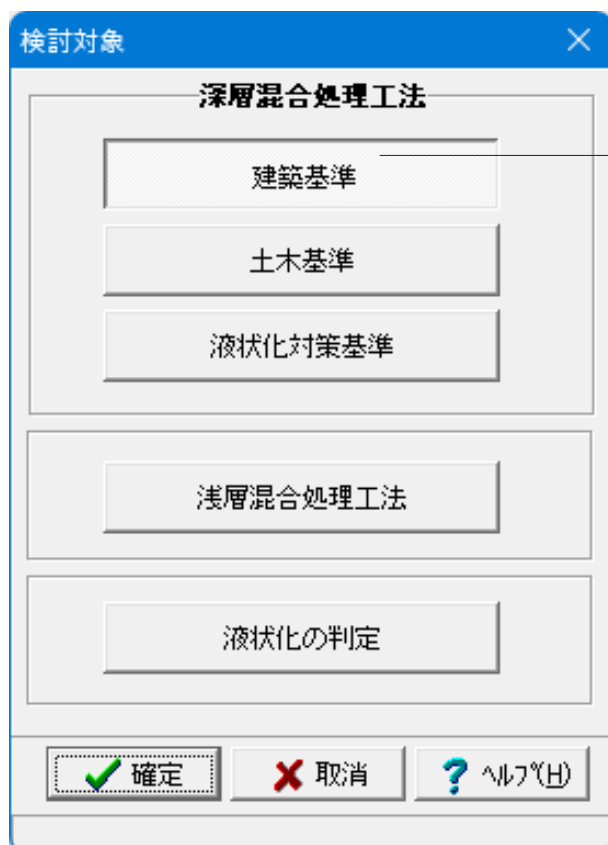 検討対象
深層混合処理工法
建築基準
土木基準
液状化対策基準
浅層混合処理工法
液状化の判定
確定
取消
ﾍﾙﾌﾟ(H)